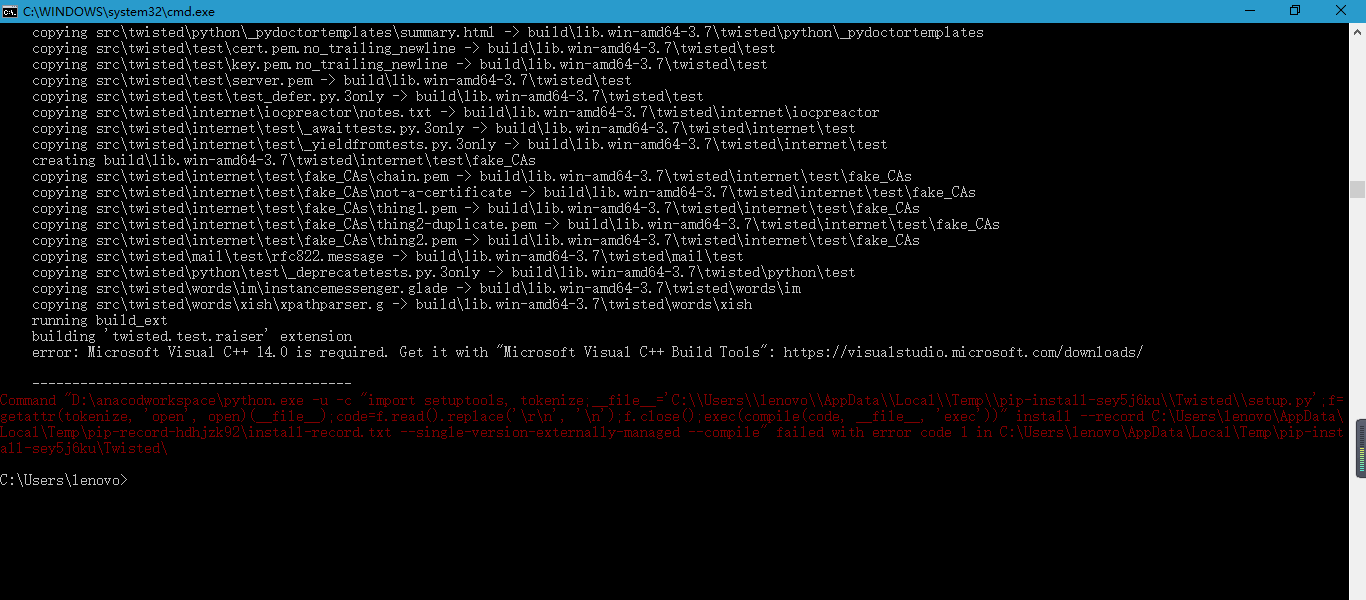 C:\WINDOWS\system32\cmd.exe
copying src\twisted\python\_pydoctortemplates\summary.html -> build\lib.win-amd64-3.7\twisted\python\_pydoctortemplates
copying src\twisted\test\cert.pem.no_trailing_newline -> build\lib.win-amd64-3.7\twisted\test
copying src\twisted\test\key.pem.no_trailing_newline -> build\lib.win-amd64-3.7\twisted\test
copying src\twisted\test\server.pem -> build\lib.win-amd64-3.7\twisted\test
copying src\twisted\test\test_defer.py.3only -> build\lib.win-amd64-3.7\twisted\test
copying src\twisted\internet\iocpreactor\notes.txt -> build\lib.win-amd64-3.7\twisted\internet\iocpreactor
copying src\twisted\internet\test\_awaittests.py.3only -> build\lib.win-amd64-3.7\twisted\internet\test
copying src\twisted\internet\test\_yieldfromtests.py.3only -> build\lib.win-amd64-3.7\twisted\internet\test
creating build\lib.win-amd64-3.7\twisted\internet\test\fake_CAs
copying src\twisted\internet\test\fake_CAs\chain.pem -> build\lib.win-amd64-3.7\twisted\internet\test\fake_CAs
copying src\twisted\internet\test\fake_CAs\not-a-certificate -> build\lib.win-amd64-3.7\twisted\internet\test\fake_CAs
copying src\twisted\internet\test\fake_CAs\thing1.pem -> build\lib.win-amd64-3.7\twisted\internet\test\fake_CAs
copying src\twisted\internet\test\fake_CAs\thing2-duplicate.pem -> build\lib.win-amd64-3.7\twisted\internet\test\fake_CAs
copying src\twisted\internet\test\fake_CAs\thing2.pem -> build\lib.win-amd64-3.7\twisted\internet\test\fake_CAs
copying src\twisted\mail\test\rfc822.message -> build\lib.win-amd64-3.7\twisted\mail\test
copying src\twisted\python\test\_deprecatetests.py.3only -> build\lib.win-amd64-3.7\twisted\python\test
copying src\twisted\words\im\instancemessenger.glade -> build\lib.win-amd64-3.7\twisted\words\im
copying src\twisted\words\xish\xpathparser.g -> build\lib.win-amd64-3.7\twisted\words\xish
running build_ext
building 'twisted.test.raiser' extension
error: Microsoft Visual C++ 14.0 is required. Get it with "Microsoft Visual C++ Build Tools": https://visualstudio.microsoft.com/downloads/
----------------------------------------
Command "D:\anacodworkspace\python.exe -u -c "import setuptools, tokenize;__file__='C:\\Users\\lenovo\\AppData\\Local\\Temp\\pip-install-sey5j6ku\\Twisted\\setup.py';f=
getattr(tokenize, 'open', open)(__file__);code=f.read().replace('\r\n', '\n');f.close();exec(compile(code, __file__, 'exec'))" install --record C:\Users\lenovo\AppData\
Local\Temp\pip-record-hdhjzk92\install-record.txt --single-version-externally-managed --compile" failed with error code 1 in C:\Users\lenovo\AppData\Local\Temp\pip-inst
all-sey5j6ku\Twisted\
C:\Users\lenovo>